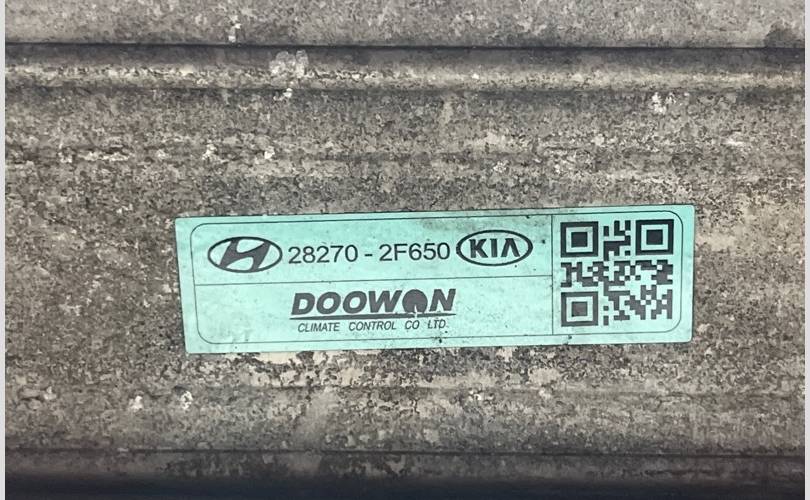 28270 - 2F650 KIA
DOOWON
CLIMATE CONTROL CO LTD.